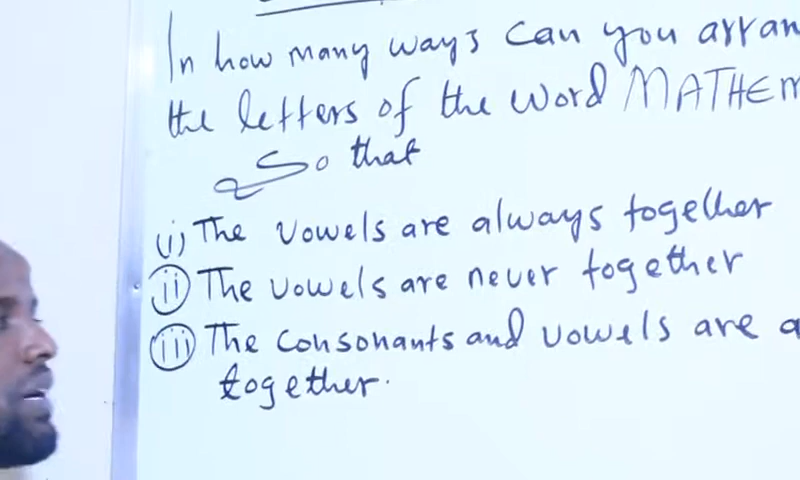 In how many ways can you arran
the letters of the word MATHEM
So that
(i) The vowels are always together
(ii) The vowels are never together
(iii) The consonants and vowels are a
together.